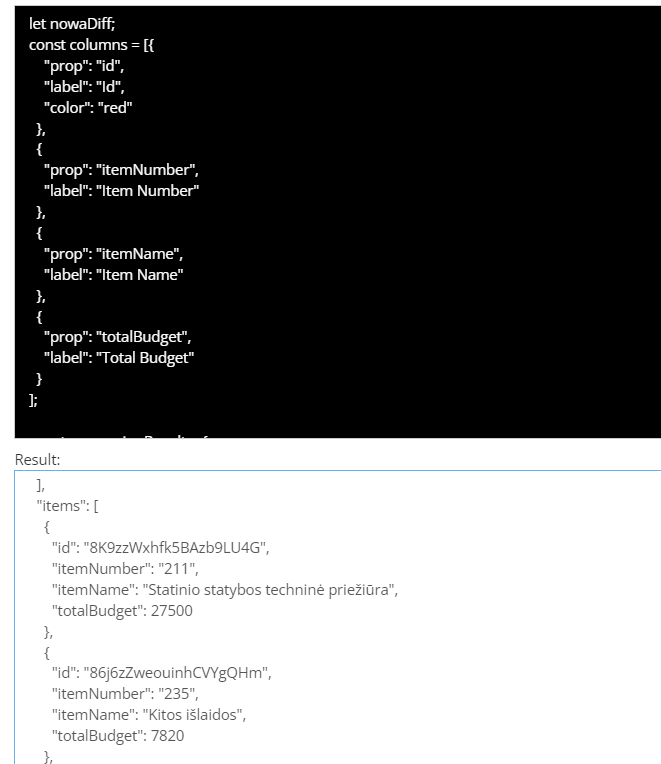 let nowaDiff;
const columns = [{
"prop": "id",
"label": "Id",
"color": "red"
},
{
"prop": "itemNumber",
"label": "Item Number"
},
{
"prop": "itemName",
"label": "Item Name"
},
{
"prop": "totalBudget",
"label": "Total Budget"
}
];
Result:
],
"items": [
{
"id": "8K9zzWxhfk5BAzb9LU4G",
"itemNumber": "211",
"itemName": "Statinio statybos techninė priežiūra",
"totalBudget": 27500
},
{
"id": "86j6zZweouinhCVYgQHm",
"itemNumber": "235",
"itemName": "Kitos išlaidos",
"totalBudget": 7820
},